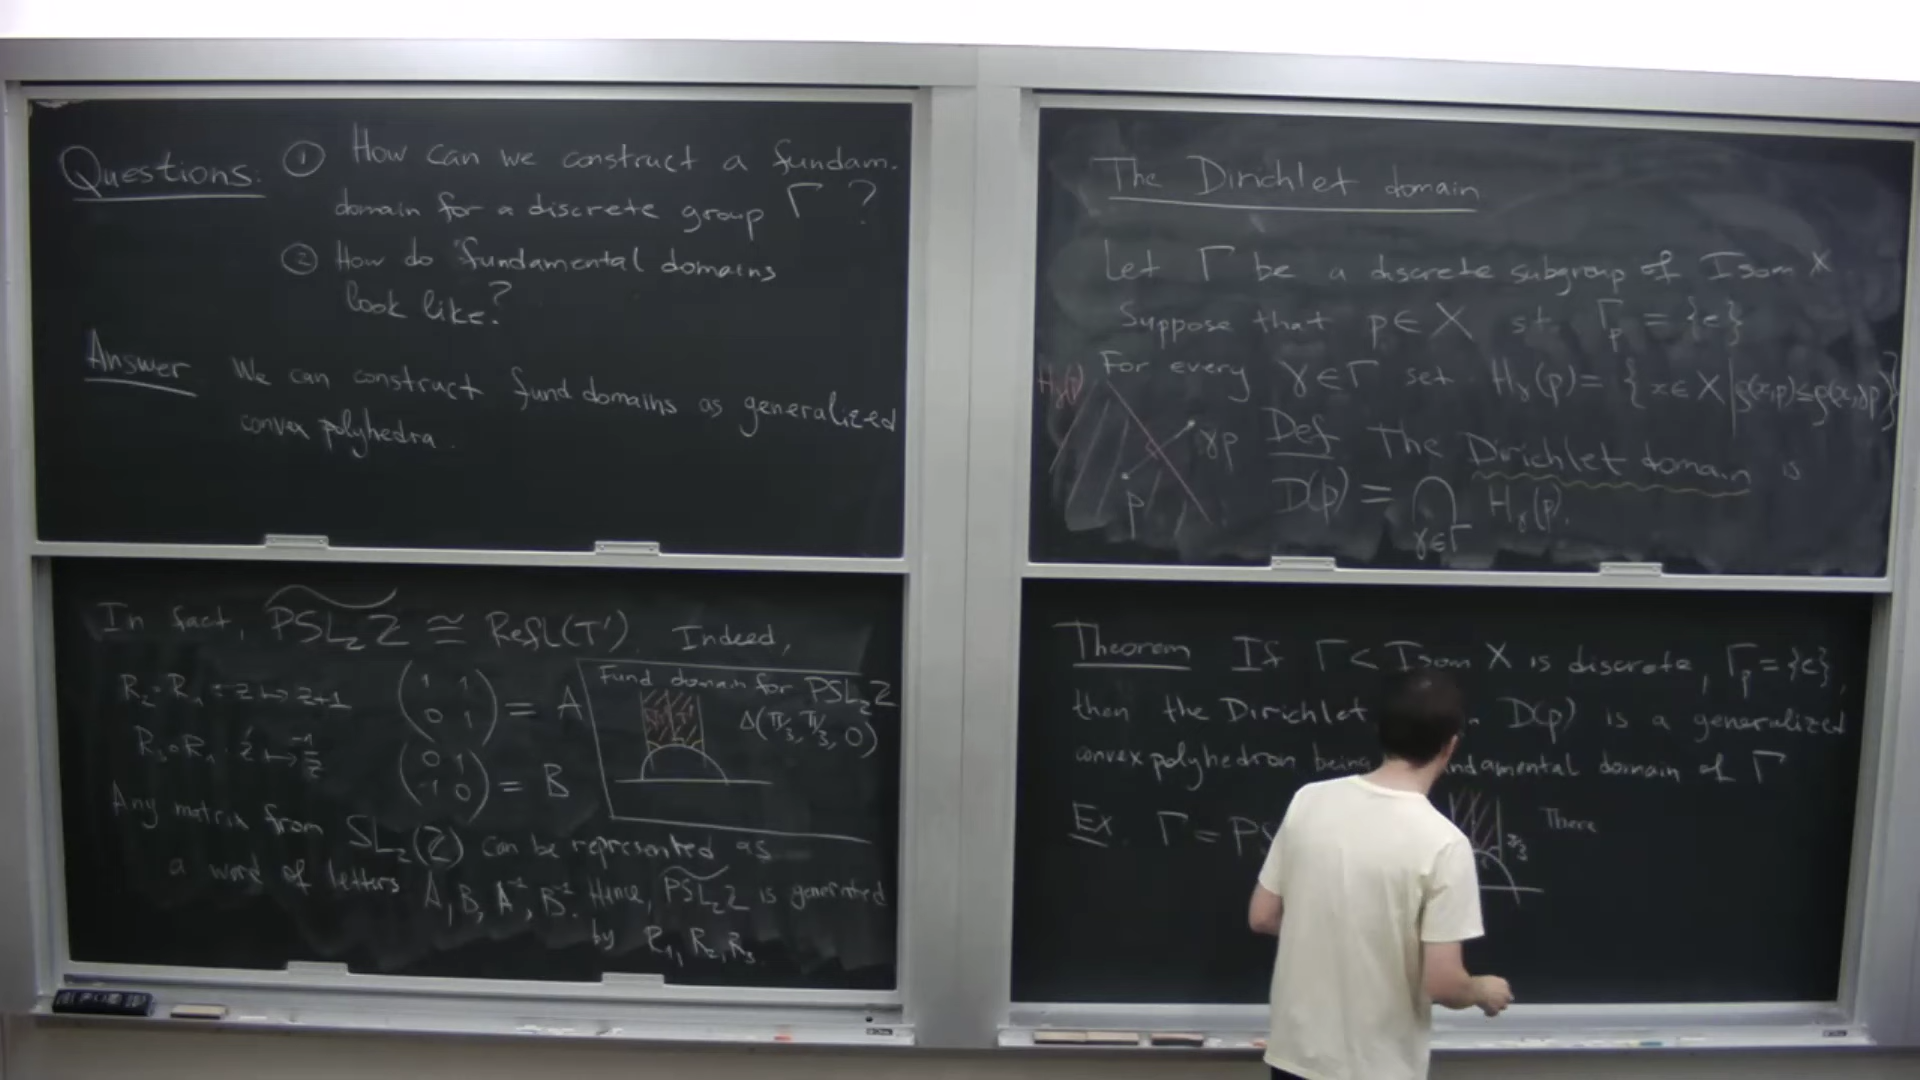 Questions: ① How can we construct a fundam.
domain for a discrete group Γ ?
② How do fundamental domains
look like?
Answer We can construct fund domains as generalized
convex polyhedra.
In fact, PSL₂Z ≅ Refl(T'). Indeed,
R₂∘R₁ : z ↦ z+1
(1 1
0 1) = A
R₃∘R₁ : z ↦ -1/z
(0 1
-1 0) = B
Fund domain for PSL₂Z
Δ(π/3, π/3, 0)
Any matrix from SL₂(Z) can be represented as
a word of letters A, B, A⁻¹, B⁻¹. Hence, PSL₂Z is generated
by R₁, R₂, R₃.
The Dirichlet domain
Let Γ be a discrete subgroup of Isom X
Suppose that p∈X st. Γp = {e}
For every γ∈Γ set Hγ(p) = {x∈X | ρ(x,p)≤ρ(x,γp)}
Hγ(p)
γp
p
Def The Dirichlet domain is
D(p) = ⋂ Hγ(p).
γ∈Γ
Theorem If Γ < Isom X is discrete, Γp = {e},
then the Dirichlet D(p) is a generalized
convex polyhedron being fundamental domain of Γ
Ex. Γ = PS
There